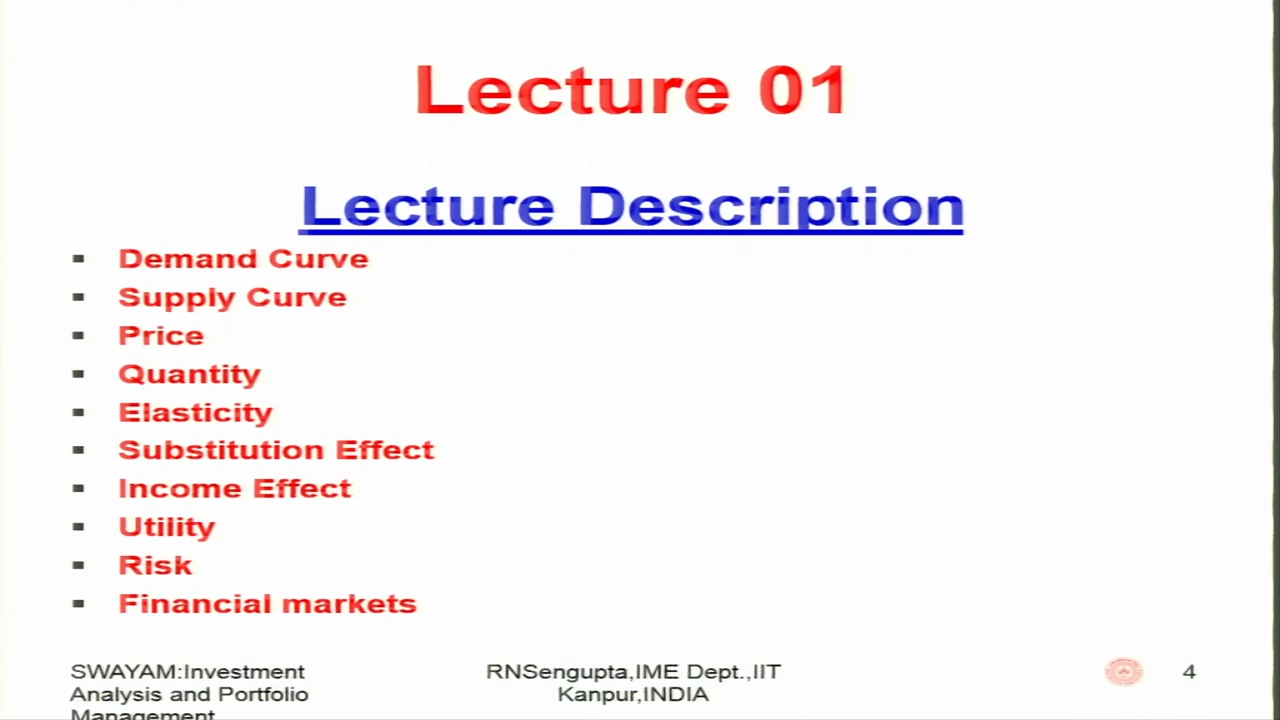 Lecture 01
Lecture Description
▪ Demand Curve
▪ Supply Curve
▪ Price
▪ Quantity
▪ Elasticity
▪ Substitution Effect
▪ Income Effect
▪ Utility
▪ Risk
▪ Financial markets
SWAYAM:Investment
Analysis and Portfolio
Management
RNSengupta,IME Dept.,IIT
Kanpur,INDIA
4